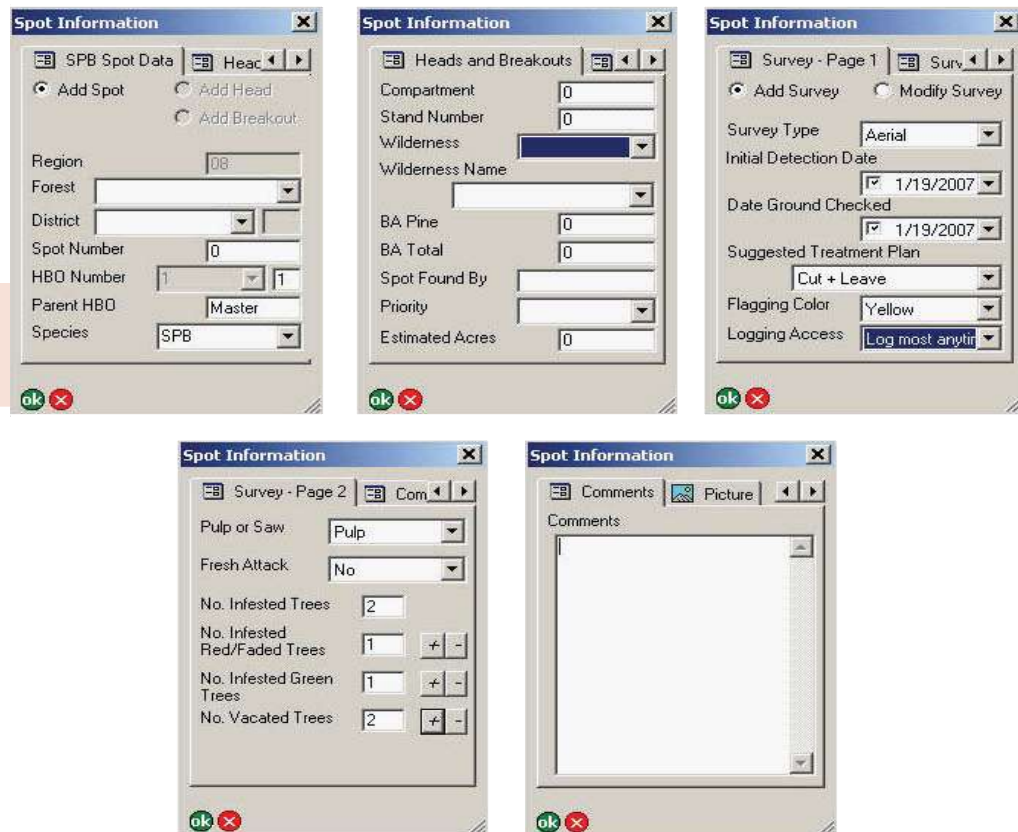 Spot Information
SPB Spot Data Head
Add Spot Add Head
Add Breakout
Region 08
Forest
District
Spot Number 0
HBO Number 1 1
Parent HBO Master
Species SPB
ok
Spot Information
Heads and Breakouts
Compartment 0
Stand Number 0
Wilderness
Wilderness Name
BA Pine 0
BA Total 0
Spot Found By
Priority
Estimated Acres 0
ok
Spot Information
Survey - Page 1 Surv
Add Survey Modify Survey
Survey Type Aerial
Initial Detection Date
1/19/2007
Date Ground Checked
1/19/2007
Suggested Treatment Plan
Cut + Leave
Flagging Color Yellow
Logging Access Log most anytir
ok
Spot Information
Survey - Page 2 Com
Pulp or Saw Pulp
Fresh Attack No
No. Infested Trees 2
No. Infested
Red/Faded Trees 1 + -
No. Infested Green
Trees 1 + -
No. Vacated Trees 2 + -
ok
Spot Information
Comments Picture
Comments
ok